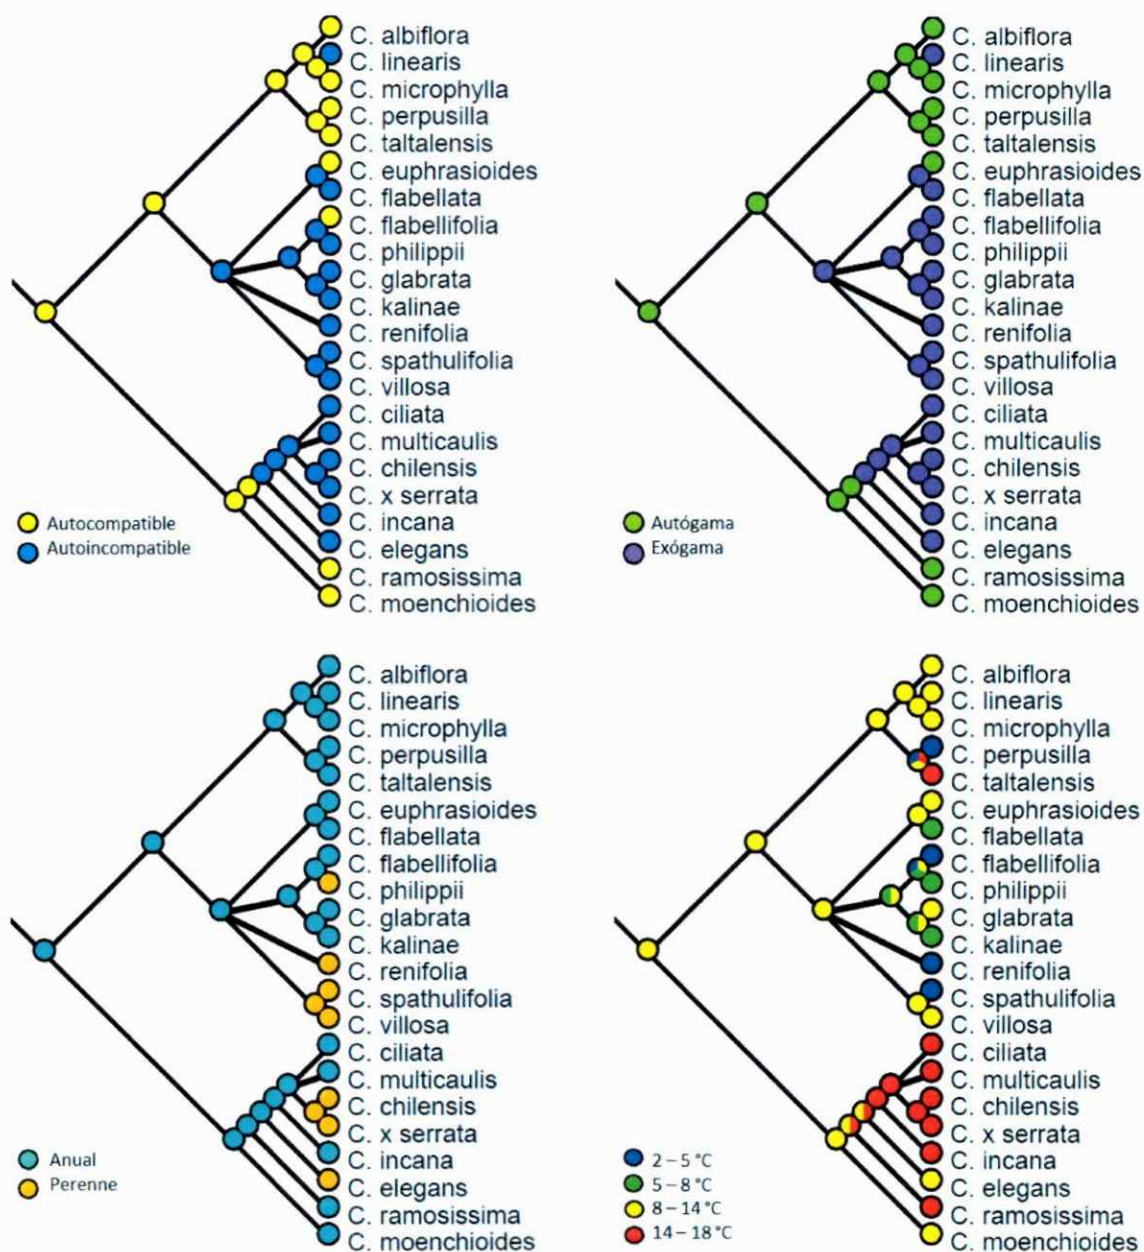 C. albiflora
C. linearis
C. microphylla
C. perpusilla
C. taltalensis
C. euphrasioides
C. flabellata
C. flabellifolia
C. philippii
C. glabrata
C. kalinae
C. renifolia
C. spathulifolia
C. villosa
C. ciliata
C. multicaulis
C. chilensis
C. x serrata
C. incana
C. elegans
C. ramosissima
C. moenchioides
Autocompatible
Autoincompatible
C. albiflora
C. linearis
C. microphylla
C. perpusilla
C. taltalensis
C. euphrasioides
C. flabellata
C. flabellifolia
C. philippii
C. glabrata
C. kalinae
C. renifolia
C. spathulifolia
C. villosa
C. ciliata
C. multicaulis
C. chilensis
C. x serrata
C. incana
C. elegans
C. ramosissima
C. moenchioides
Autógama
Exógama
C. albiflora
C. linearis
C. microphylla
C. perpusilla
C. taltalensis
C. euphrasioides
C. flabellata
C. flabellifolia
C. philippii
C. glabrata
C. kalinae
C. renifolia
C. spathulifolia
C. villosa
C. ciliata
C. multicaulis
C. chilensis
C. x serrata
C. incana
C. elegans
C. ramosissima
C. moenchioides
Anual
Perenne
C. albiflora
C. linearis
C. microphylla
C. perpusilla
C. taltalensis
C. euphrasioides
C. flabellata
C. flabellifolia
C. philippii
C. glabrata
C. kalinae
C. renifolia
C. spathulifolia
C. villosa
C. ciliata
C. multicaulis
C. chilensis
C. x serrata
C. incana
C. elegans
C. ramosissima
C. moenchioides
2 – 5 °C
5 – 8 °C
8 – 14 °C
14 – 18 °C